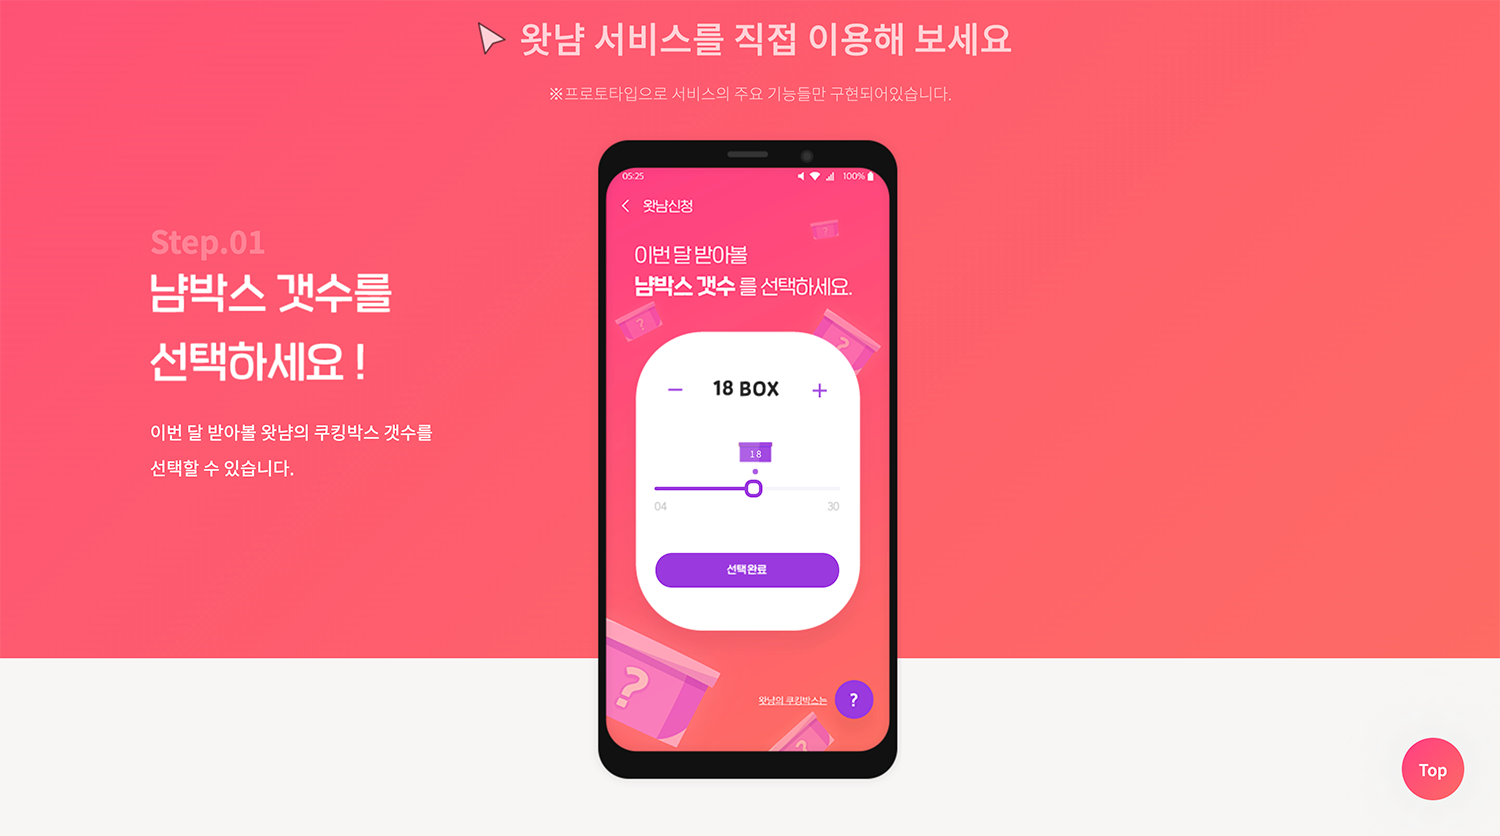 왓냠 서비스를 직접 이용해 보세요
※프로토타입으로 서비스의 주요 기능들만 구현되어있습니다.
Step.01
냠박스 갯수를
선택하세요 !
이번 달 받아볼 왓냠의 쿠킹박스 갯수를
선택할 수 있습니다.
05:25
100%
왓냠신청
이번 달 받아볼
냠박스 갯수 를 선택하세요.
?
?
?
− 18 BOX +
18
04 30
선택완료
?
왓냠의 쿠킹박스는 ?
?
Top